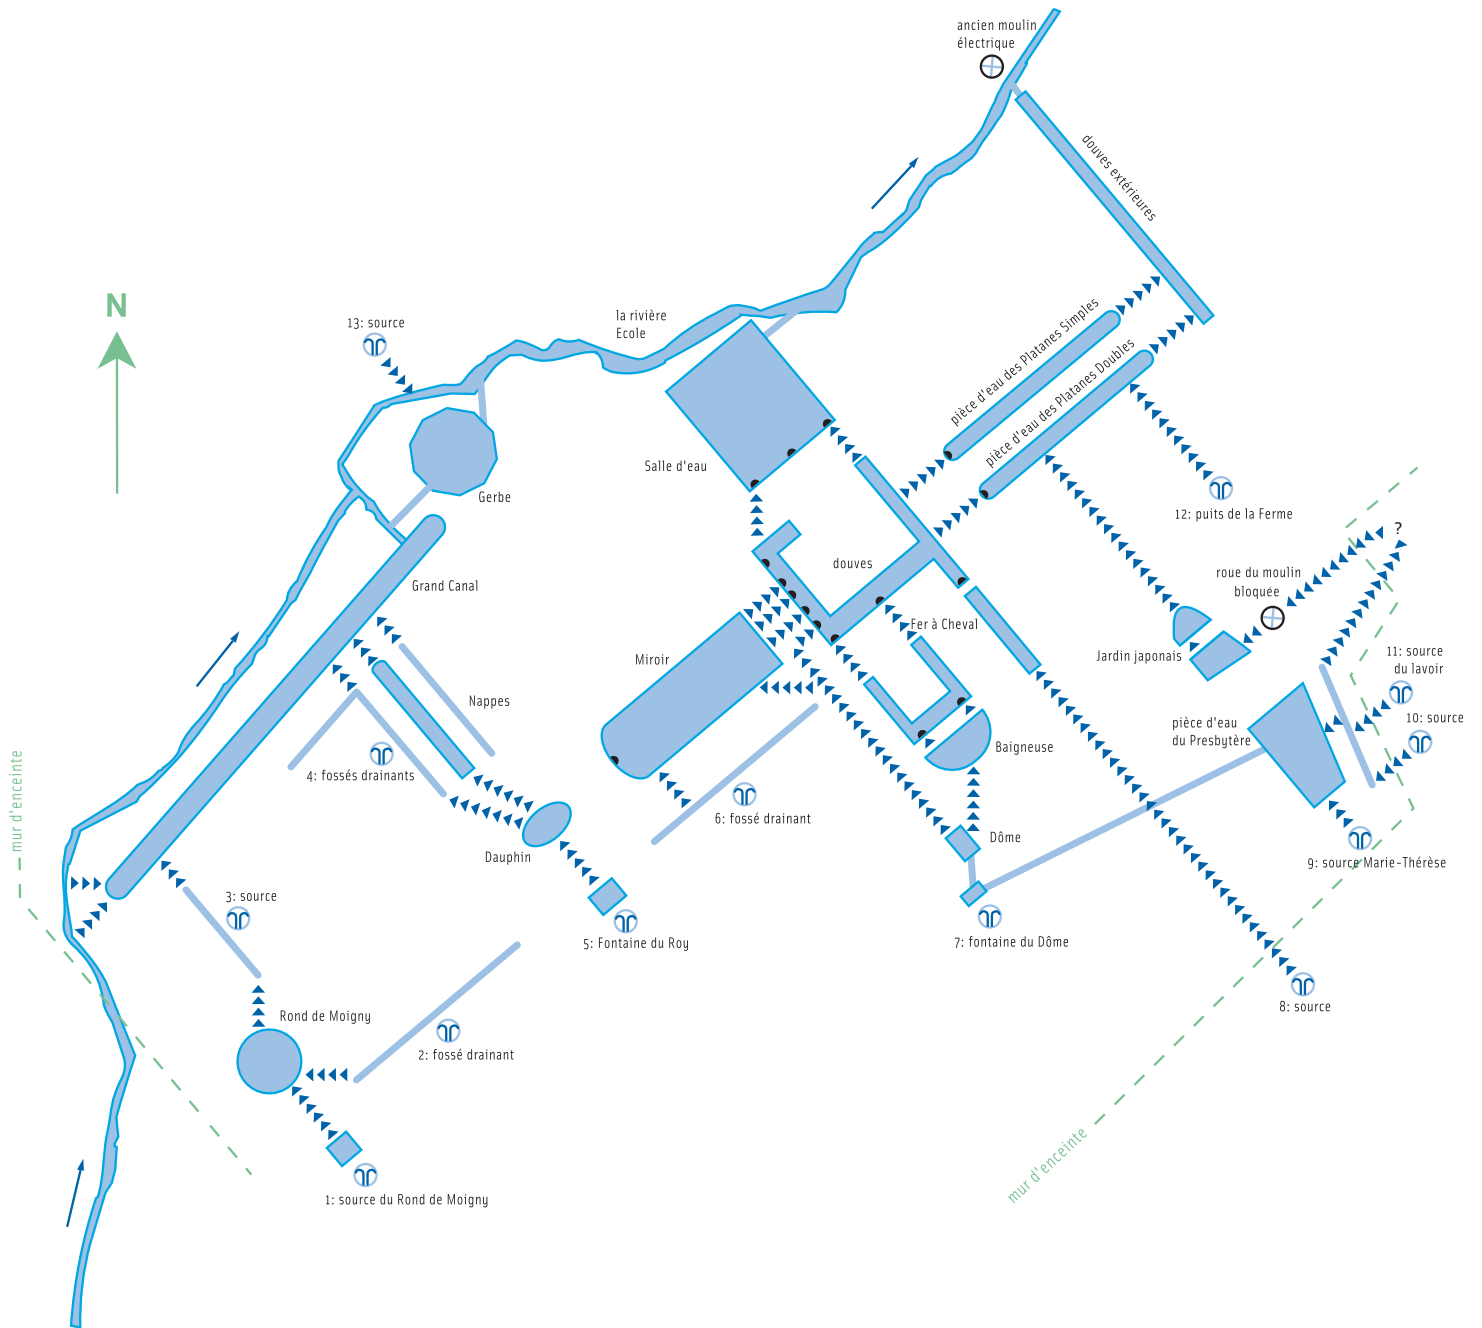 ancien moulin
électrique
douves extérieures
N
13: source
la rivière
Ecole
pièce d'eau des Platanes Simples
pièce d'eau des Platanes Doubles
Salle d'eau
Gerbe
12: puits de la Ferme
?
Grand Canal
douves
roue du moulin
bloquée
Fer à Cheval
Miroir
Jardin japonais
11: source
du lavoir
Nappes
10: source
pièce d'eau
du Presbytère
Baigneuse
4: fossés drainants
mur d'enceinte
6: fossé drainant
Dôme
Dauphin
9: source Marie-Thérèse
3: source
5: Fontaine du Roy
7: fontaine du Dôme
8: source
Rond de Moigny
2: fossé drainant
mur d'enceinte
1: source du Rond de Moigny